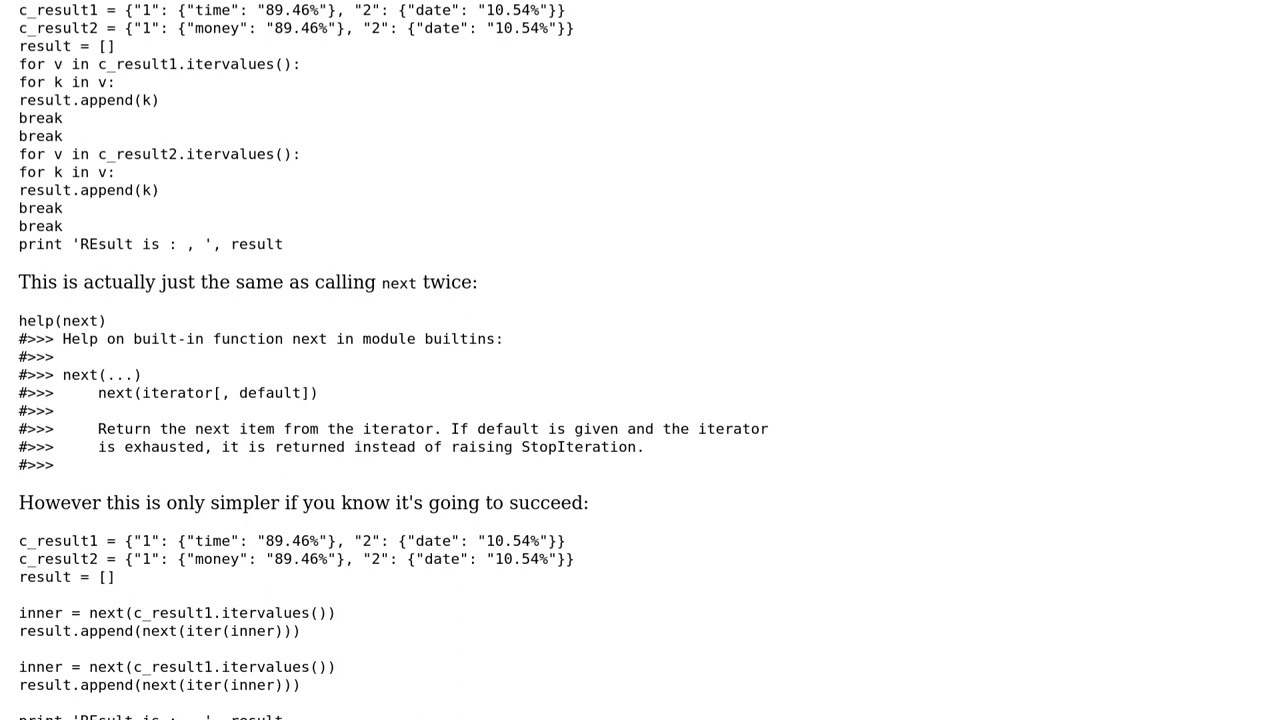 c_result1 = {"1": {"time": "89.46%"}, "2": {"date": "10.54%"}}
c_result2 = {"1": {"money": "89.46%"}, "2": {"date": "10.54%"}}
result = []
for v in c_result1.itervalues():
for k in v:
result.append(k)
break
break
for v in c_result2.itervalues():
for k in v:
result.append(k)
break
break
print 'REsult is : , ', result
This is actually just the same as calling next twice:
help(next)
#>>> Help on built-in function next in module builtins:
#>>>
#>>> next(...)
#>>>     next(iterator[, default])
#>>>
#>>>     Return the next item from the iterator. If default is given and the iterator
#>>>     is exhausted, it is returned instead of raising StopIteration.
#>>>
However this is only simpler if you know it's going to succeed:
c_result1 = {"1": {"time": "89.46%"}, "2": {"date": "10.54%"}}
c_result2 = {"1": {"money": "89.46%"}, "2": {"date": "10.54%"}}
result = []
inner = next(c_result1.itervalues())
result.append(next(iter(inner)))
inner = next(c_result1.itervalues())
result.append(next(iter(inner)))
print 'REsult is : , ', result